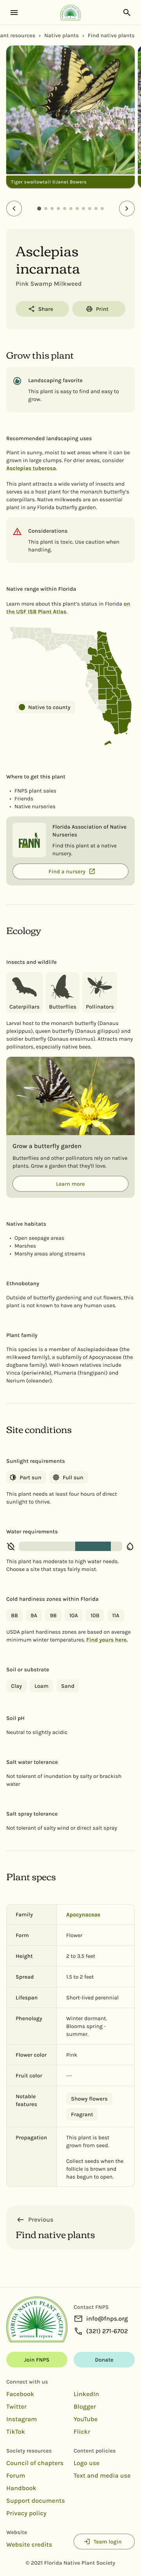 ant resources › Native plants › Find native plants
Tiger swallowtail ©Janet Bowers
Asclepias
incarnata
Pink Swamp Milkweed
Share
Print
Grow this plant
Landscaping favorite
This plant is easy to find and easy to
grow.
Recommended landscaping uses
Plant in sunny, moist to wet areas where it can be
grown in large clumps. For drier areas, consider
Asclepias tuberosa.
This plant attracts a wide variety of insects and
serves as a host plant for the monarch butterfly's
caterpillars. Native milkweeds are an essential
plant in any Florida butterfly garden.
Considerations
This plant is toxic. Use caution when
handling.
Native range within Florida
Learn more about this plant's status in Florida on
the USF ISB Plant Atlas.
Native to county
Where to get this plant
• FNPS plant sales
• Friends
• Native nurseries
FANN
Florida Association of Native
Nurseries
Find this plant at a native
nursery.
Find a nursery
Ecology
Insects and wildlife
Caterpillars
Butterflies
Pollinators
Larval host to the monarch butterfly (Danaus
plexippus), queen butterfly (Danaus gilippus) and
soldier butterfly (Danaus eresimus). Attracts many
pollinators, especially native bees.
Grow a butterfly garden
Butterflies and other pollinators rely on native
plants. Grow a garden that they'll love.
Learn more
Native habitats
• Open seepage areas
• Marshes
• Marshy areas along streams
Ethnobotany
Outside of butterfly gardening and cut flowers, this
plant is not known to have any human uses.
Plant family
This species is a member of Asclepiadoideae (the
milkweed family), a subfamily of Apocynaceae (the
dogbane family). Well-known relatives include
Vinca (periwinkle), Plumeria (frangipani) and
Nerium (oleander).
Site conditions
Sunlight requirements
Part sun
Full sun
This plant needs at least four hours of direct
sunlight to thrive.
Water requirements
This plant has moderate to high water needs.
Choose a site that stays fairly moist.
Cold hardiness zones within Florida
8B 9A 9B 10A 10B 11A
USDA plant hardiness zones are based on average
minimum winter temperatures. Find yours here.
Soil or substrate
Clay Loam Sand
Soil pH
Neutral to slightly acidic
Salt water tolerance
Not tolerant of inundation by salty or brackish
water
Salt spray tolerance
Not tolerant of salty wind or direct salt spray
Plant specs
Family Apocynaceae
Form Flower
Height 2 to 3.5 feet
Spread 1.5 to 2 feet
Lifespan Short-lived perennial
Phenology Winter dormant.
Blooms spring -
summer.
Flower color Pink
Fruit color ---
Notable
features
Showy flowers
Fragrant
Propagation This plant is best
grown from seed.
Collect seeds when the
follicle is brown and
has begun to open.
Previous
Find native plants
FLORIDA NATIVE PLANT SOCIETY
Contact FNPS
info@fnps.org
(321) 271-6702
Join FNPS
Donate
Connect with us
Facebook
LinkedIn
Twitter
Blogger
Instagram
YouTube
TikTok
Flickr
Society resources
Content policies
Council of chapters
Logo use
Forum
Text and media use
Handbook
Support documents
Privacy policy
Website
Website credits
Team login
© 2021 Florida Native Plant Society